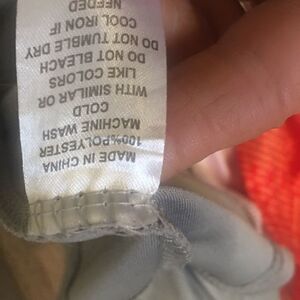 MADE IN CHINA
100%POLYESTER
MACHINE WASH
COLD
WITH SIMILAR OR
LIKE COLORS
DO NOT BLEACH
DO NOT TUMBLE DRY
COOL IRON IF
NEEDED